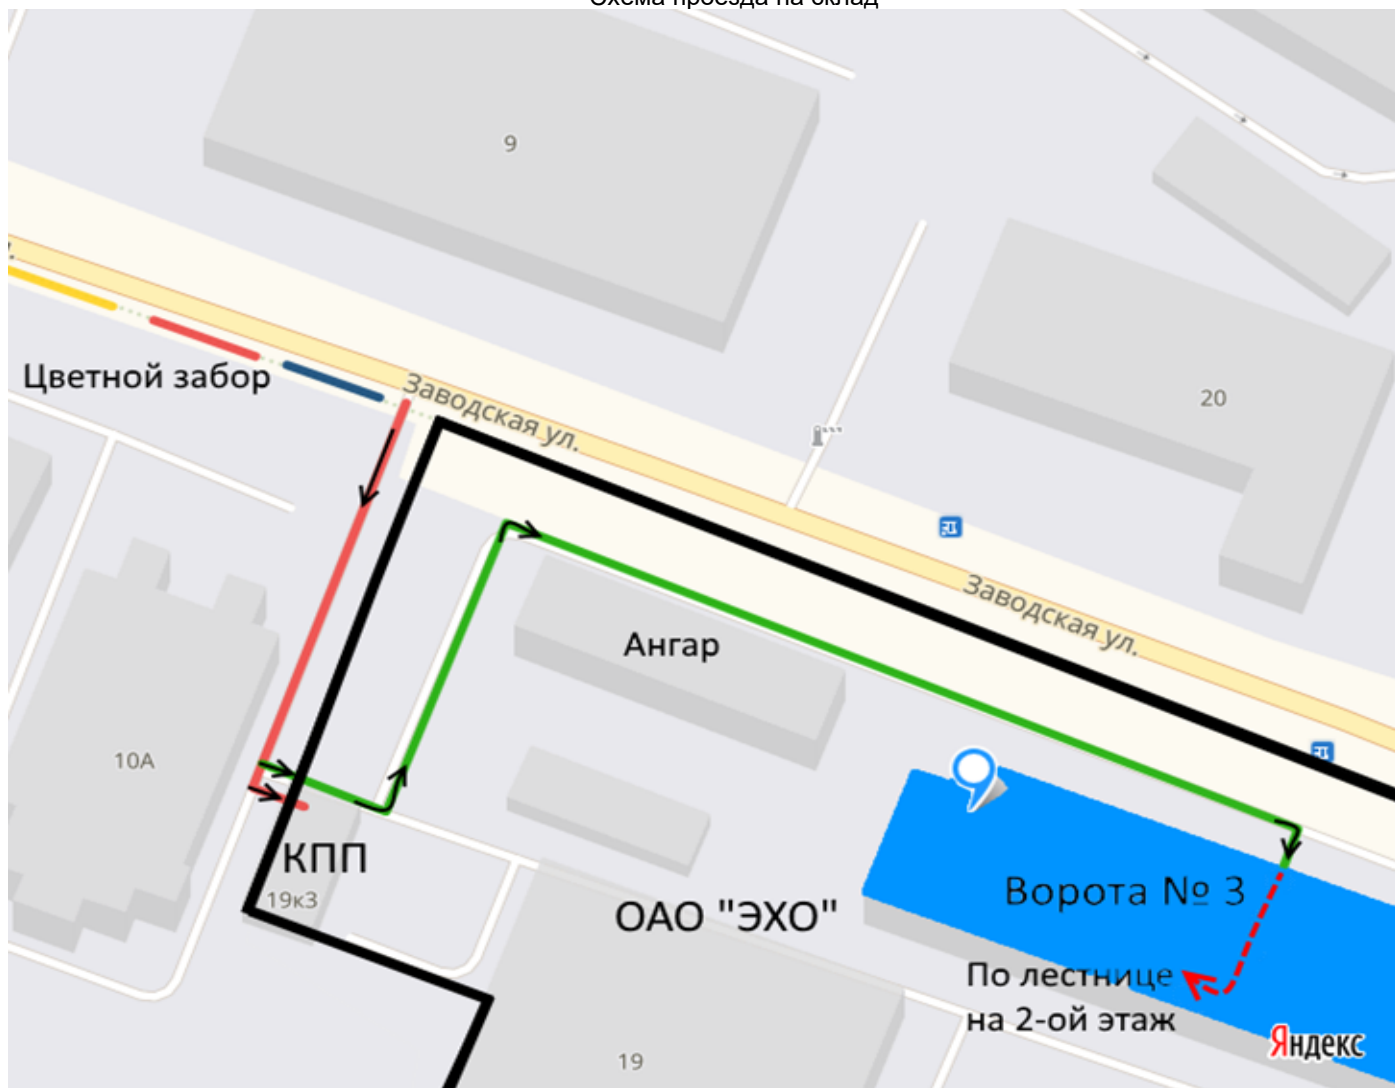 Схема проезда на склад
9
Цветной забор
Заводская ул.
20
Заводская ул.
Ангар
10А
КПП
19к3
ОАО "ЭХО"
Ворота № 3
По лестнице
на 2-ой этаж
19
Яндекс